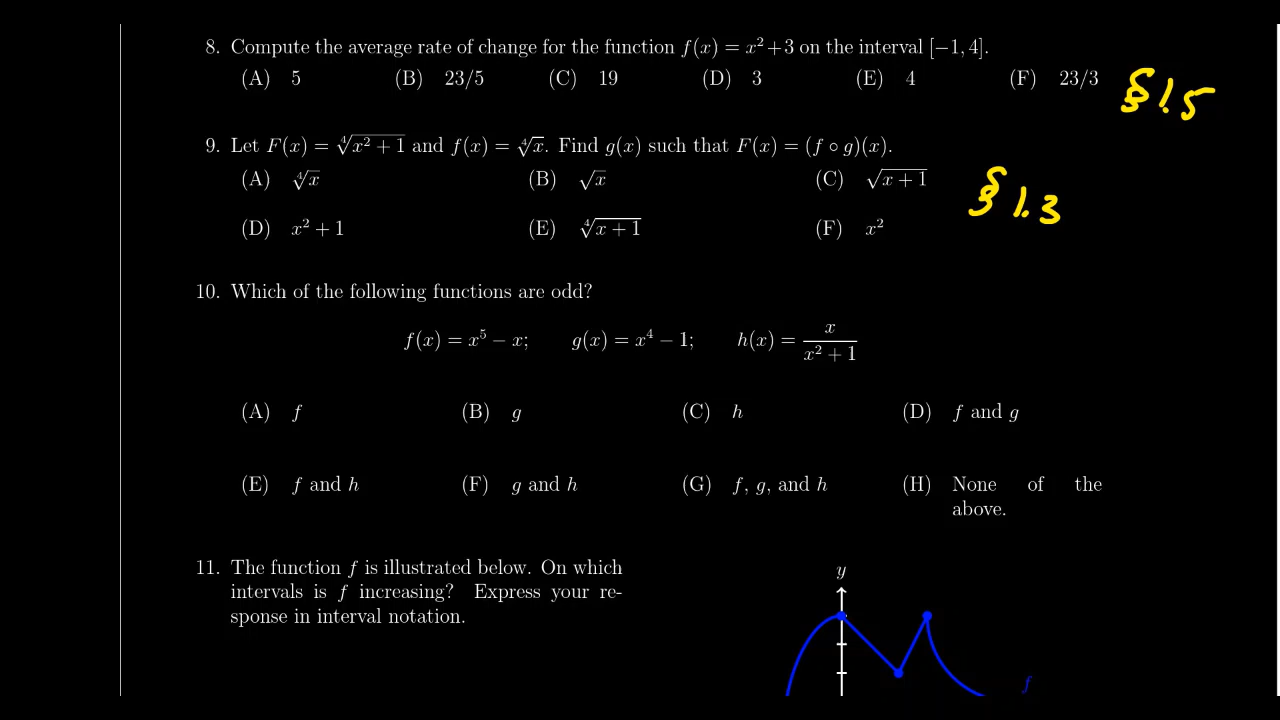 8. Compute the average rate of change for the function f(x) = x² + 3 on the interval [−1, 4].
(A) 5 (B) 23/5 (C) 19 (D) 3 (E) 4 (F) 23/3
§1.5
9. Let F(x) = ∜(x² + 1) and f(x) = ∜x. Find g(x) such that F(x) = (f ∘ g)(x).
(A) ∜x (B) √x (C) √(x + 1)
§1.3
(D) x² + 1 (E) ∜(x + 1) (F) x²
10. Which of the following functions are odd?
f(x) = x⁵ − x; g(x) = x⁴ − 1; h(x) = x/(x² + 1)
(A) f (B) g (C) h (D) f and g
(E) f and h (F) g and h (G) f, g, and h (H) None of the
above.
11. The function f is illustrated below. On which
intervals is f increasing? Express your re-
sponse in interval notation.
y
f